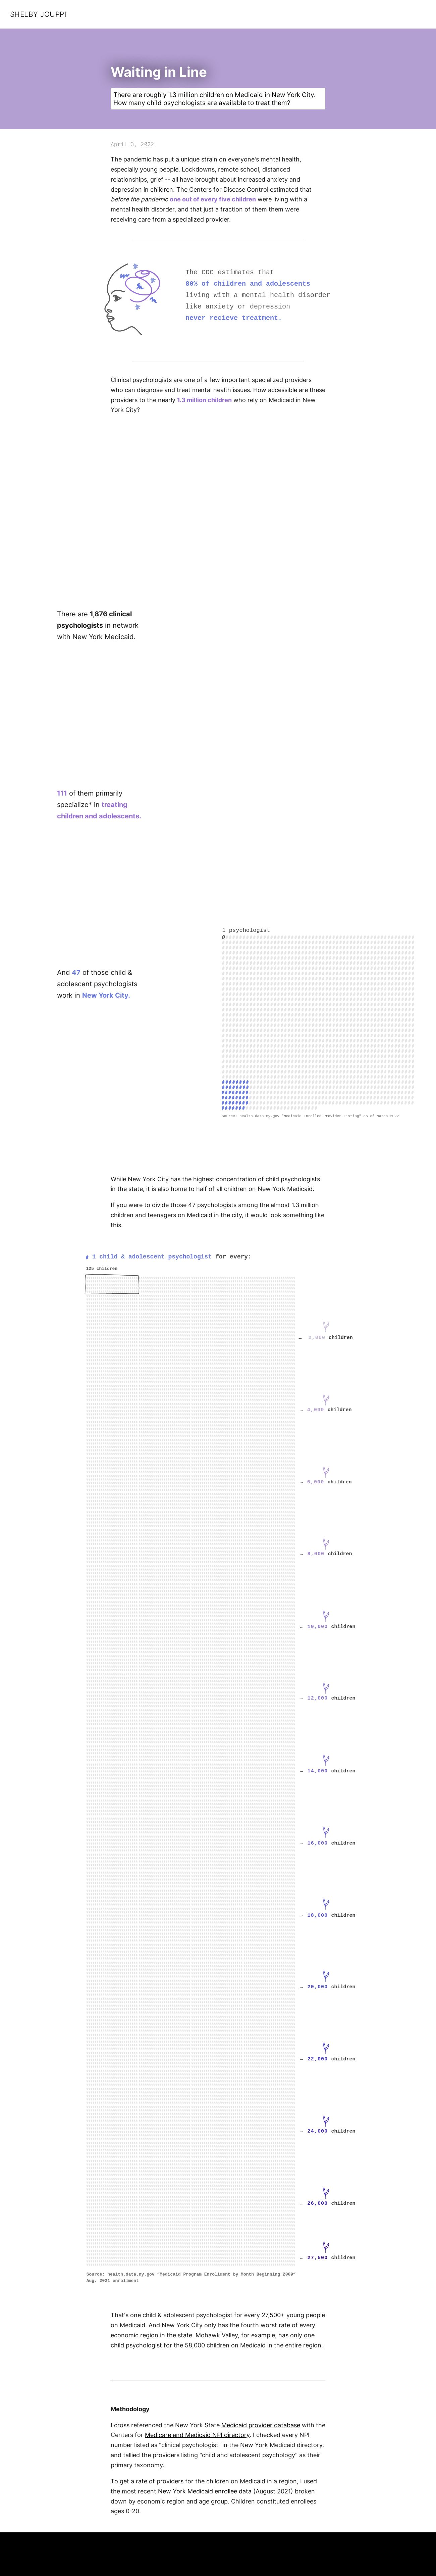 SHELBY JOUPPI
Waiting in Line
There are roughly 1.3 million children on Medicaid in New York City.
How many child psychologists are available to treat them?
April 3, 2022
The pandemic has put a unique strain on everyone's mental health,
especially young people. Lockdowns, remote school, distanced
relationships, grief -- all have brought about increased anxiety and
depression in children. The Centers for Disease Control estimated that
before the pandemic one out of every five children were living with a
mental health disorder, and that just a fraction of them them were
receiving care from a specialized provider.
The CDC estimates that
80% of children and adolescents
living with a mental health disorder
like anxiety or depression
never recieve treatment.
Clinical psychologists are one of a few important specialized providers
who can diagnose and treat mental health issues. How accessible are these
providers to the nearly 1.3 million children who rely on Medicaid in New
York City?
There are 1,876 clinical
psychologists in network
with New York Medicaid.
111 of them primarily
specialize* in treating
children and adolescents.
1 psychologist
And 47 of those child &
adolescent psychologists
work in New York City.
Source: health.data.ny.gov "Medicaid Enrolled Provider Listing" as of March 2022
While New York City has the highest concentration of child psychologists
in the state, it is also home to half of all children on New York Medicaid.
If you were to divide those 47 psychologists among the almost 1.3 million
children and teenagers on Medicaid in the city, it would look something like
this.
1 child & adolescent psychologist for every:
125 children
— 2,000 children
— 4,000 children
— 6,000 children
— 8,000 children
— 10,000 children
— 12,000 children
— 14,000 children
— 16,000 children
— 18,000 children
— 20,000 children
— 22,000 children
— 24,000 children
— 26,000 children
— 27,500 children
Source: health.data.ny.gov "Medicaid Program Enrollment by Month Beginning 2009"
Aug. 2021 enrollment
That's one child & adolescent psychologist for every 27,500+ young people
on Medicaid. And New York City only has the fourth worst rate of every
economic region in the state. Mohawk Valley, for example, has only one
child psychologist for the 58,000 children on Medicaid in the entire region.
Methodology
I cross referenced the New York State Medicaid provider database with the
Centers for Medicare and Medicaid NPI directory. I checked every NPI
number listed as "clinical psychologist" in the New York Medicaid directory,
and tallied the providers listing "child and adolescent psychology" as their
primary taxonomy.
To get a rate of providers for the children on Medicaid in a region, I used
the most recent New York Medicaid enrollee data (August 2021) broken
down by economic region and age group. Children constituted enrollees
ages 0-20.